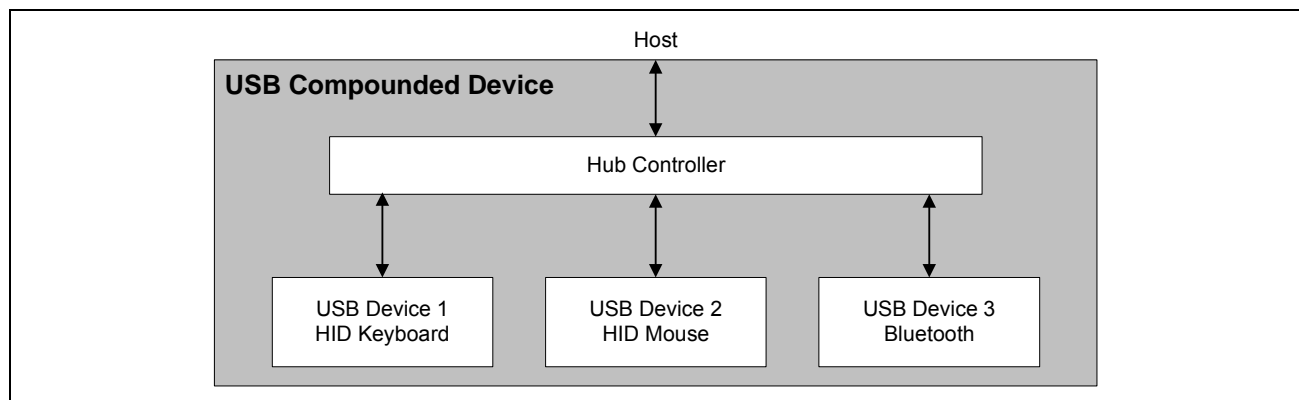 Host
USB Compounded Device
Hub Controller
USB Device 1
HID Keyboard
USB Device 2
HID Mouse
USB Device 3
Bluetooth